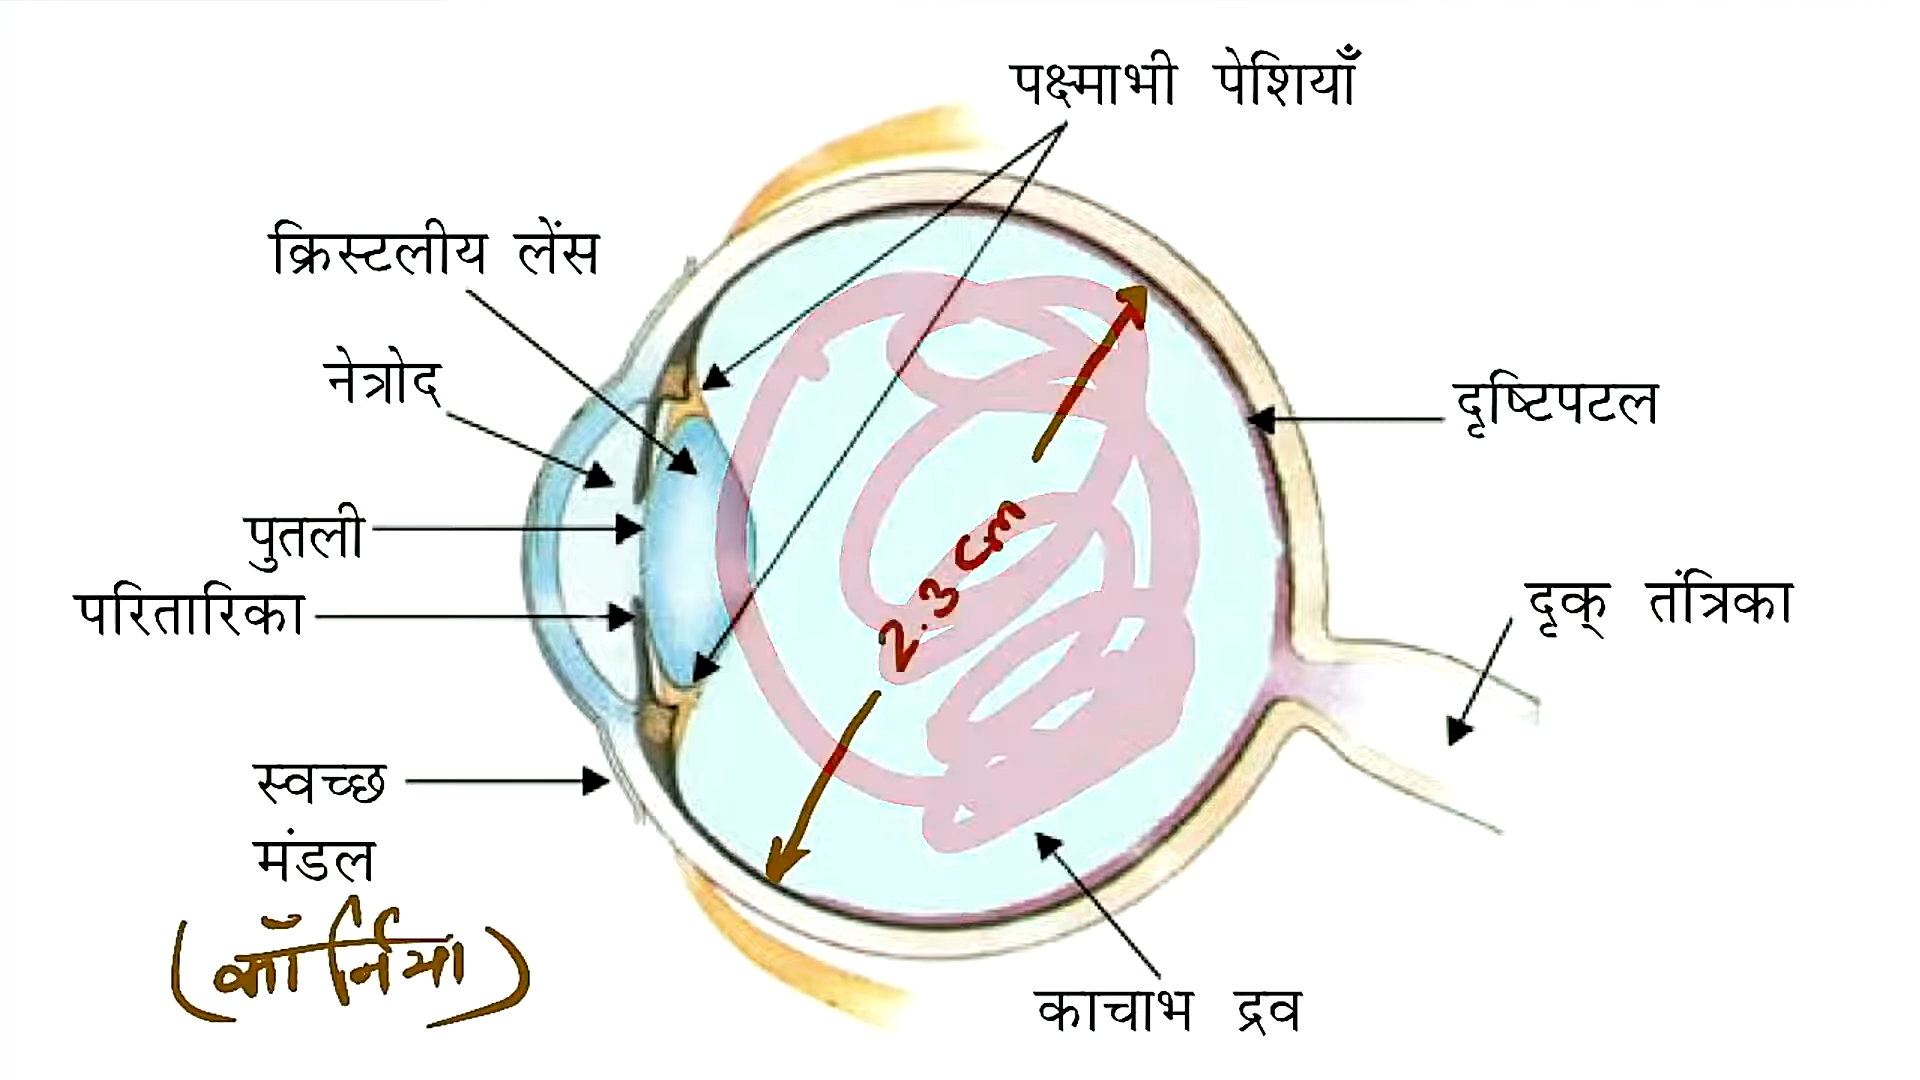 पक्ष्माभी पेशियाँ
क्रिस्टलीय लेंस
नेत्रोद
दृष्टिपटल
पुतली
परितारिका
दृक् तंत्रिका
2.3 cm
स्वच्छ
मंडल
(कॉर्निया)
काचाभ द्रव